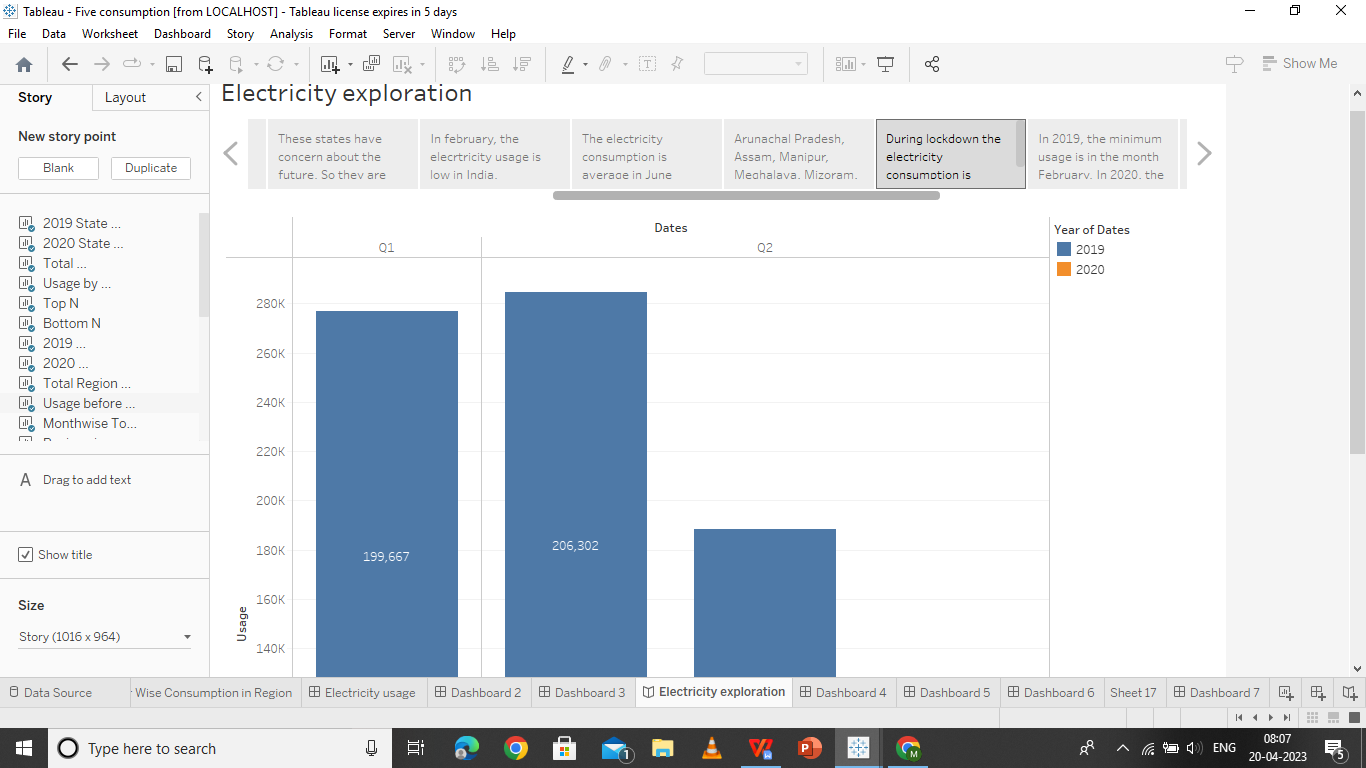 Tableau - Five consumption [from LOCALHOST] - Tableau license expires in 5 days
File Data Worksheet Dashboard Story Analysis Format Server Window Help
Show Me
Story Layout
New story point
Blank Duplicate
2019 State ...
2020 State ...
Total ...
Usage by ...
Top N
Bottom N
2019 ...
2020 ...
Total Region ...
Usage before ...
Monthwise To...
A Drag to add text
Show title
Size
Story (1016 x 964)
Electricity exploration
These states have
concern about the
future. So they are
In february, the
elecrtricity usage is
low in India.
The electricity
consumption is
average in June
Arunachal Pradesh,
Assam, Manipur,
Meghalaya, Mizoram,
During lockdown the
electricity
consumption is
In 2019, the minimum
usage is in the month
February. In 2020, the
Dates
Q1 Q2
280K
260K
240K
220K
200K
180K
160K
140K
Usage
199,667
206,302
Year of Dates
2019
2020
Data Source Wise Consumption in Region Electricity usage Dashboard 2 Dashboard 3 Electricity exploration Dashboard 4 Dashboard 5 Dashboard 6 Sheet 17 Dashboard 7
Type here to search
1
ENG
08:07
20-04-2023
5